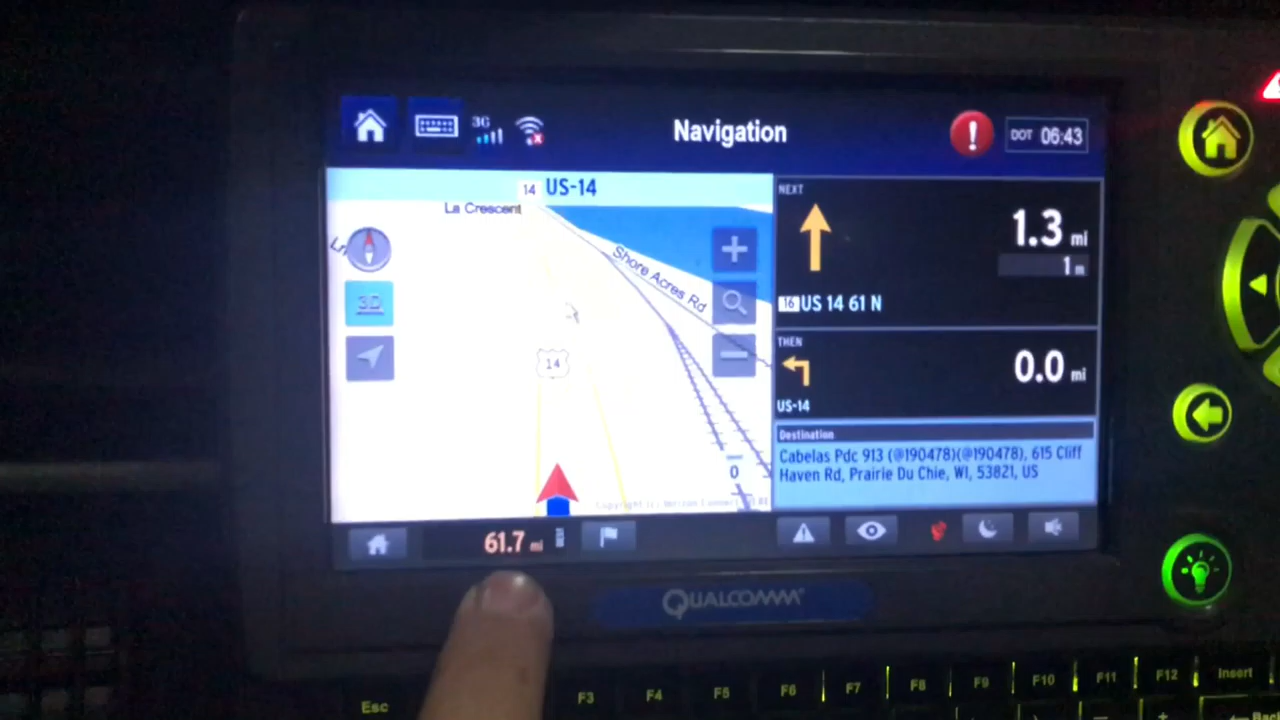 3G
Navigation
!
DOT 06:43
14 US-14
La Crescent
Ln
Shore Acres Rd
3D
14
0
NEXT
1.3 mi
1 m
16 US 14 61 N
THEN
0.0 mi
US-14
Destination
Cabelas Pdc 913 (@190478)(@190478), 615 Cliff
Haven Rd, Prairie Du Chie, WI, 53821, US
61.7 mi
QUALCOMM
Esc
F3
F4
F5
F6
F7
F8
F9
F10
F11
F12
Insert